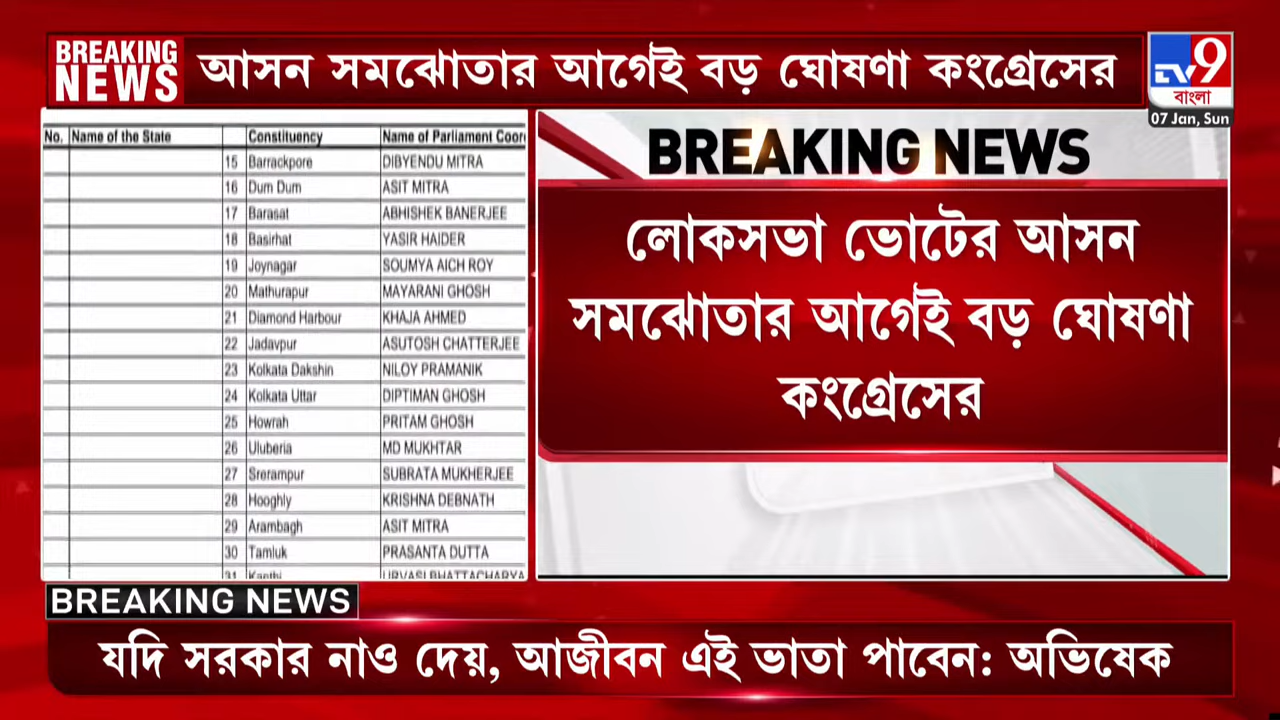 BREAKING
NEWS
আসন সমঝোতার আগেই বড় ঘোষণা কংগ্রেসের
TV9
বাংলা
07 Jan, Sun
No. Name of the State Constituency Name of Parliament Coor
15 Barrackpore DIBYENDU MITRA
16 Dum Dum ASIT MITRA
17 Barasat ABHISHEK BANERJEE
18 Basirhat YASIR HAIDER
19 Joynagar SOUMYA AICH ROY
20 Mathurapur MAYARANI GHOSH
21 Diamond Harbour KHAJA AHMED
22 Jadavpur ASUTOSH CHATTERJEE
23 Kolkata Dakshin NILOY PRAMANIK
24 Kolkata Uttar DIPTIMAN GHOSH
25 Howrah PRITAM GHOSH
26 Uluberia MD MUKHTAR
27 Srerampur SUBRATA MUKHERJEE
28 Hooghly KRISHNA DEBNATH
29 Arambagh ASIT MITRA
30 Tamluk PRASANTA DUTTA
31 Kanthi URVASI BHATTACHARYA
BREAKING NEWS
লোকসভা ভোটের আসন
সমঝোতার আগেই বড় ঘোষণা
কংগ্রেসের
BREAKING NEWS
যদি সরকার নাও দেয়, আজীবন এই ভাতা পাবেন: অভিষেক